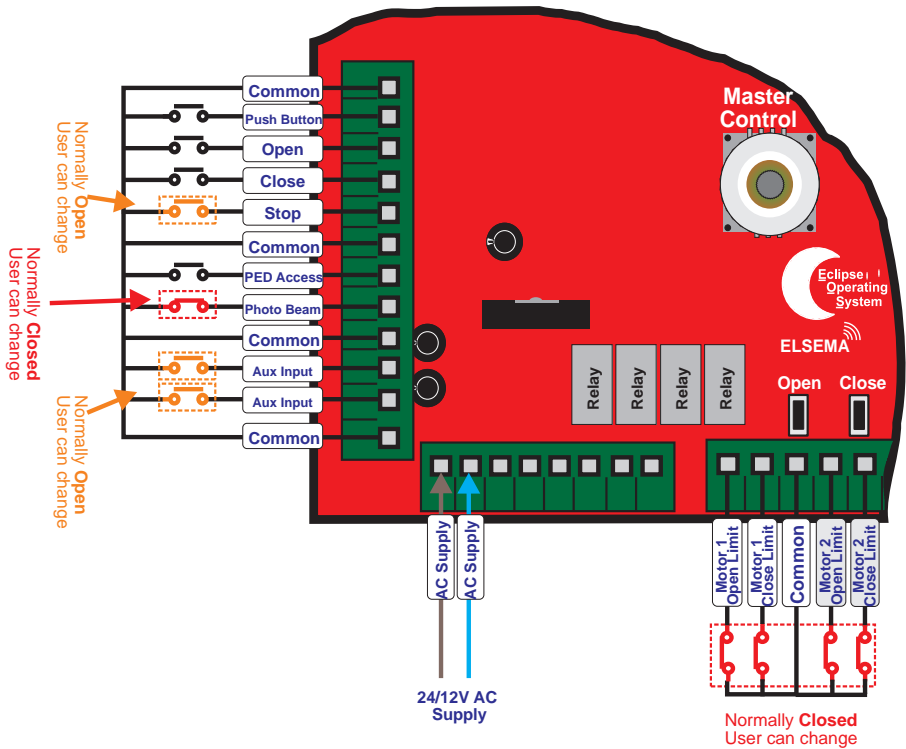 Common
Push Button
Open
Close
Stop
Common
PED Access
Photo Beam
Common
Aux Input
Aux Input
Common
Normally Open
User can change
Normally Closed
User can change
Normally Open
User can change
Master
Control
Eclipse
Operating
System
ELSEMA
Relay
Relay
Relay
Relay
Open
Close
AC Supply
AC Supply
24/12V AC
Supply
Motor 1
Open Limit
Motor 1
Close Limit
Common
Motor 2
Open Limit
Motor 2
Close Limit
Normally Closed
User can change